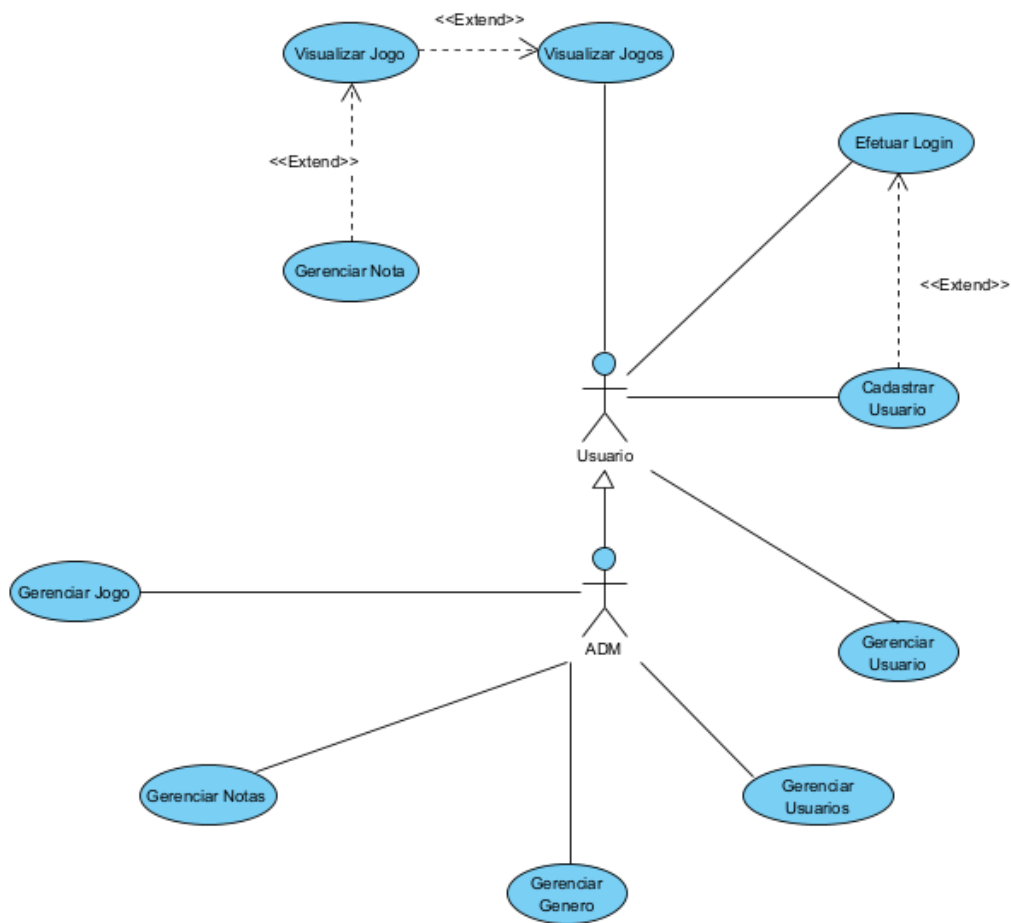 <<Extend>>
Visualizar Jogo
Visualizar Jogos
Efetuar Login
<<Extend>>
Gerenciar Nota
<<Extend>>
Cadastrar
Usuario
Usuario
Gerenciar Jogo
ADM
Gerenciar
Usuario
Gerenciar Notas
Gerenciar
Usuarios
Gerenciar
Genero